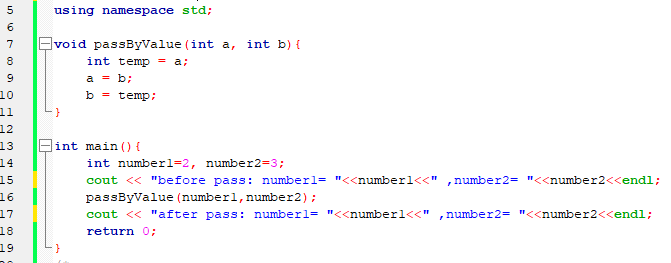 5 using namespace std;
6
7 void passByValue(int a, int b){
8 int temp = a;
9 a = b;
10 b = temp;
11 }
12
13 int main(){
14 int number1=2, number2=3;
15 cout << "before pass: number1= "<<number1<<" ,number2= "<<number2<<endl;
16 passByValue(number1,number2);
17 cout << "after pass: number1= "<<number1<<" ,number2= "<<number2<<endl;
18 return 0;
19 }